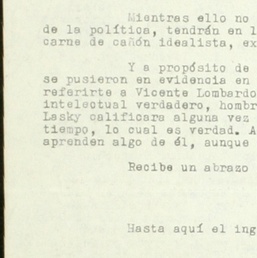 Mientras ello no
de la política, tendrán en l
carne de cañón idealista, ex
Y a propósito de
se pusieron en evidencia en
referirte a Vicente Lombardo
intelectual verdadero, hombr
Lasky calificara alguna vez
tiempo, lo cual es verdad. A
aprenden algo de él, aunque
Recibe un abrazo
Hasta aquí el ing